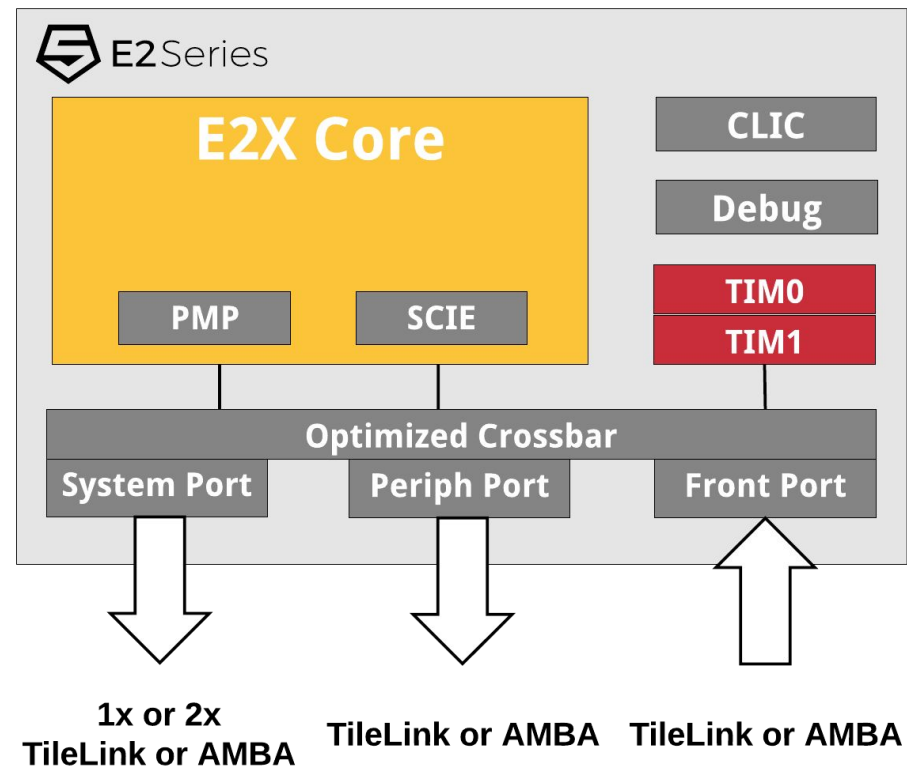 E2 Series
E2X Core
CLIC
Debug
PMP
SCIE
TIM0
TIM1
Optimized Crossbar
System Port
Periph Port
Front Port
1x or 2x
TileLink or AMBA
TileLink or AMBA
TileLink or AMBA